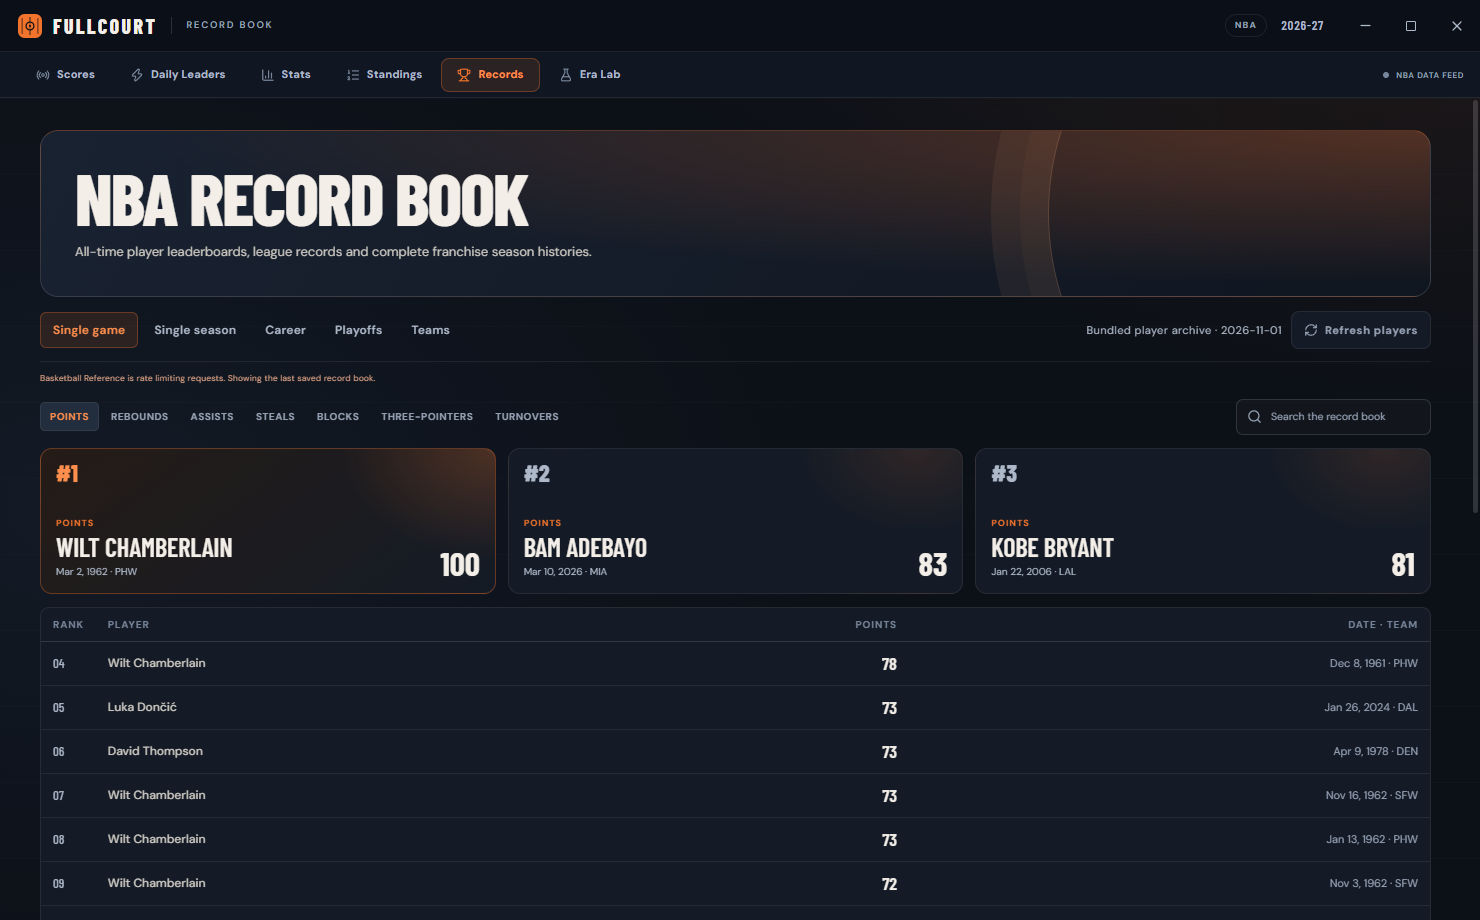 FULLCOURT RECORD BOOK NBA 2026-27
Scores Daily Leaders Stats Standings Records Era Lab NBA DATA FEED
NBA RECORD BOOK
All-time player leaderboards, league records and complete franchise season histories.
Single game Single season Career Playoffs Teams Bundled player archive · 2026-11-01 Refresh players
Basketball Reference is rate limiting requests. Showing the last saved record book.
POINTS REBOUNDS ASSISTS STEALS BLOCKS THREE-POINTERS TURNOVERS Search the record book
#1
POINTS
WILT CHAMBERLAIN
Mar 2, 1962 · PHW
100
#2
POINTS
BAM ADEBAYO
Mar 10, 2026 · MIA
83
#3
POINTS
KOBE BRYANT
Jan 22, 2006 · LAL
81
RANK PLAYER POINTS DATE · TEAM
04 Wilt Chamberlain 78 Dec 8, 1961 · PHW
05 Luka Dončić 73 Jan 26, 2024 · DAL
06 David Thompson 73 Apr 9, 1978 · DEN
07 Wilt Chamberlain 73 Nov 16, 1962 · SFW
08 Wilt Chamberlain 73 Jan 13, 1962 · PHW
09 Wilt Chamberlain 72 Nov 3, 1962 · SFW